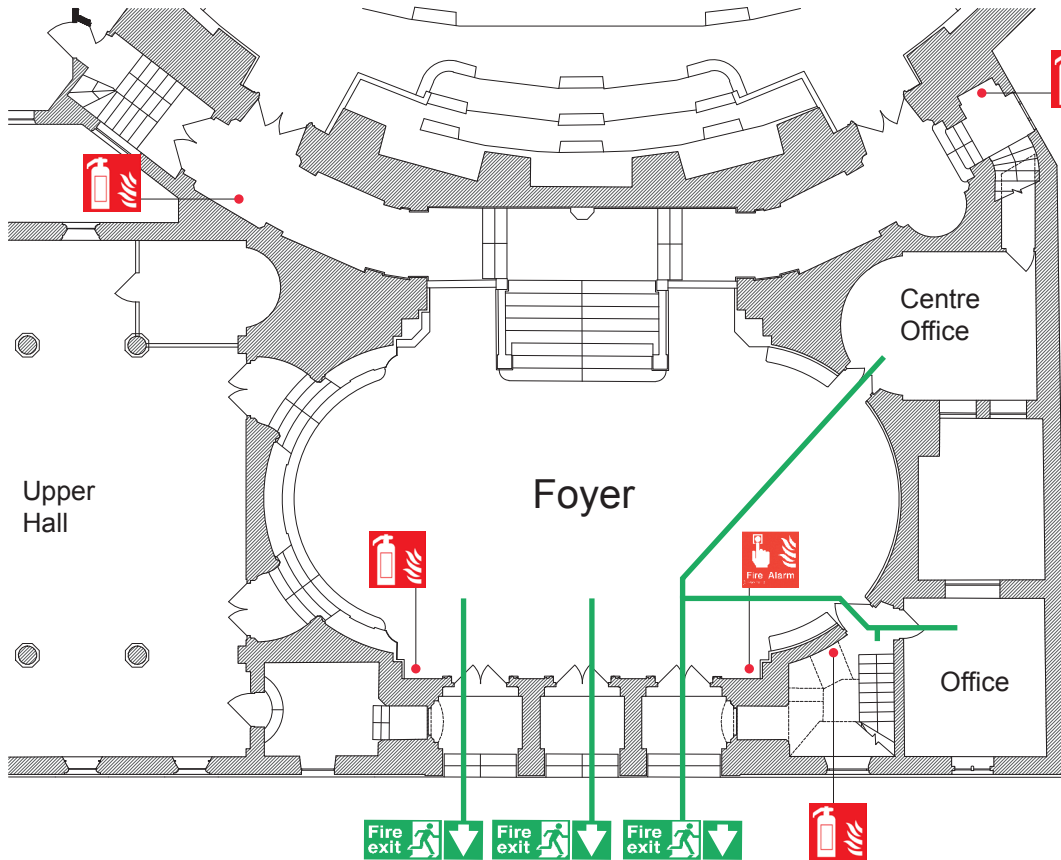 Centre
Office
Upper
Hall
Foyer
Fire Alarm
Office
Fire
exit
Fire
exit
Fire
exit